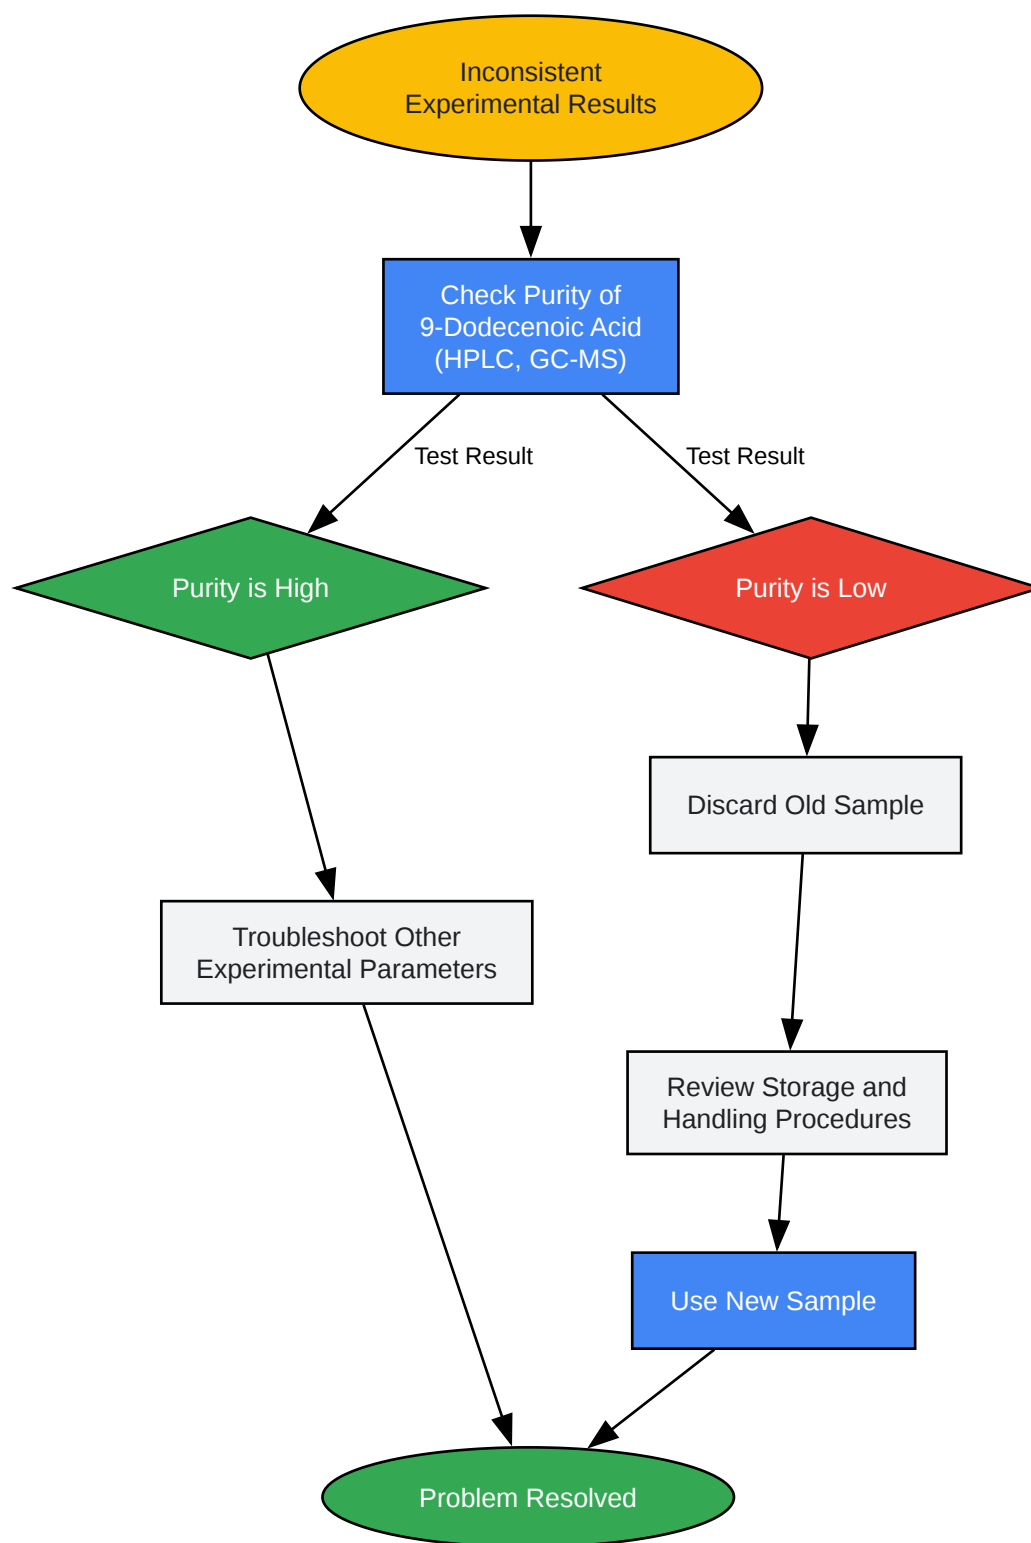 Inconsistent
Experimental Results
Check Purity of
9-Dodecenoic Acid
(HPLC, GC-MS)
Test Result
Test Result
Purity is High
Purity is Low
Discard Old Sample
Troubleshoot Other
Experimental Parameters
Review Storage and
Handling Procedures
Use New Sample
Problem Resolved